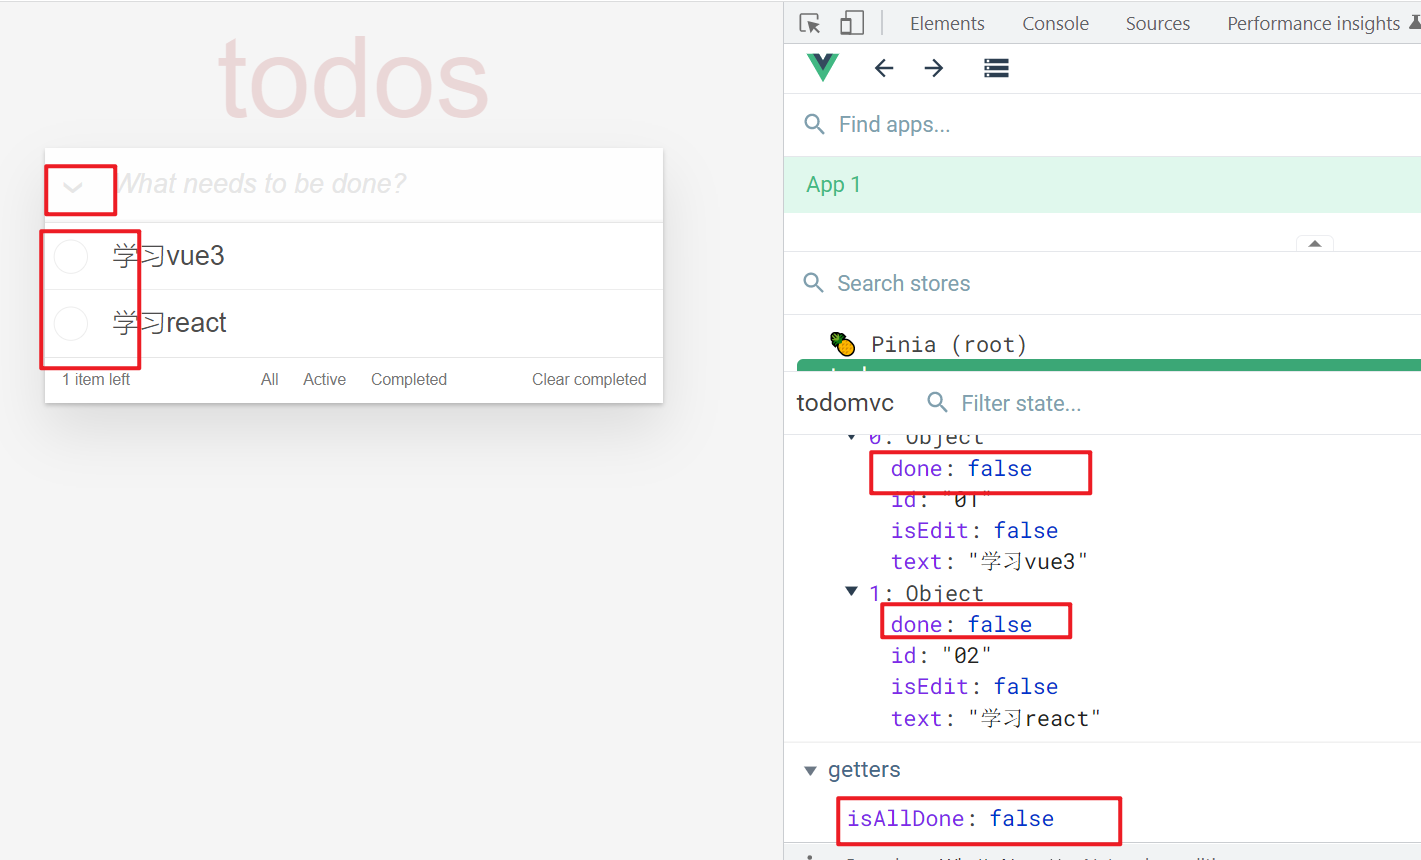 todos
What needs to be done?
学习vue3
学习react
1 item left
All Active Completed
Clear completed
Elements Console Sources Performance insights
Find apps...
App 1
Search stores
Pinia (root)
todomvc
Filter state...
0: Object
done: false
id: "01"
isEdit: false
text: "学习vue3"
1: Object
done: false
id: "02"
isEdit: false
text: "学习react"
getters
isAllDone: false